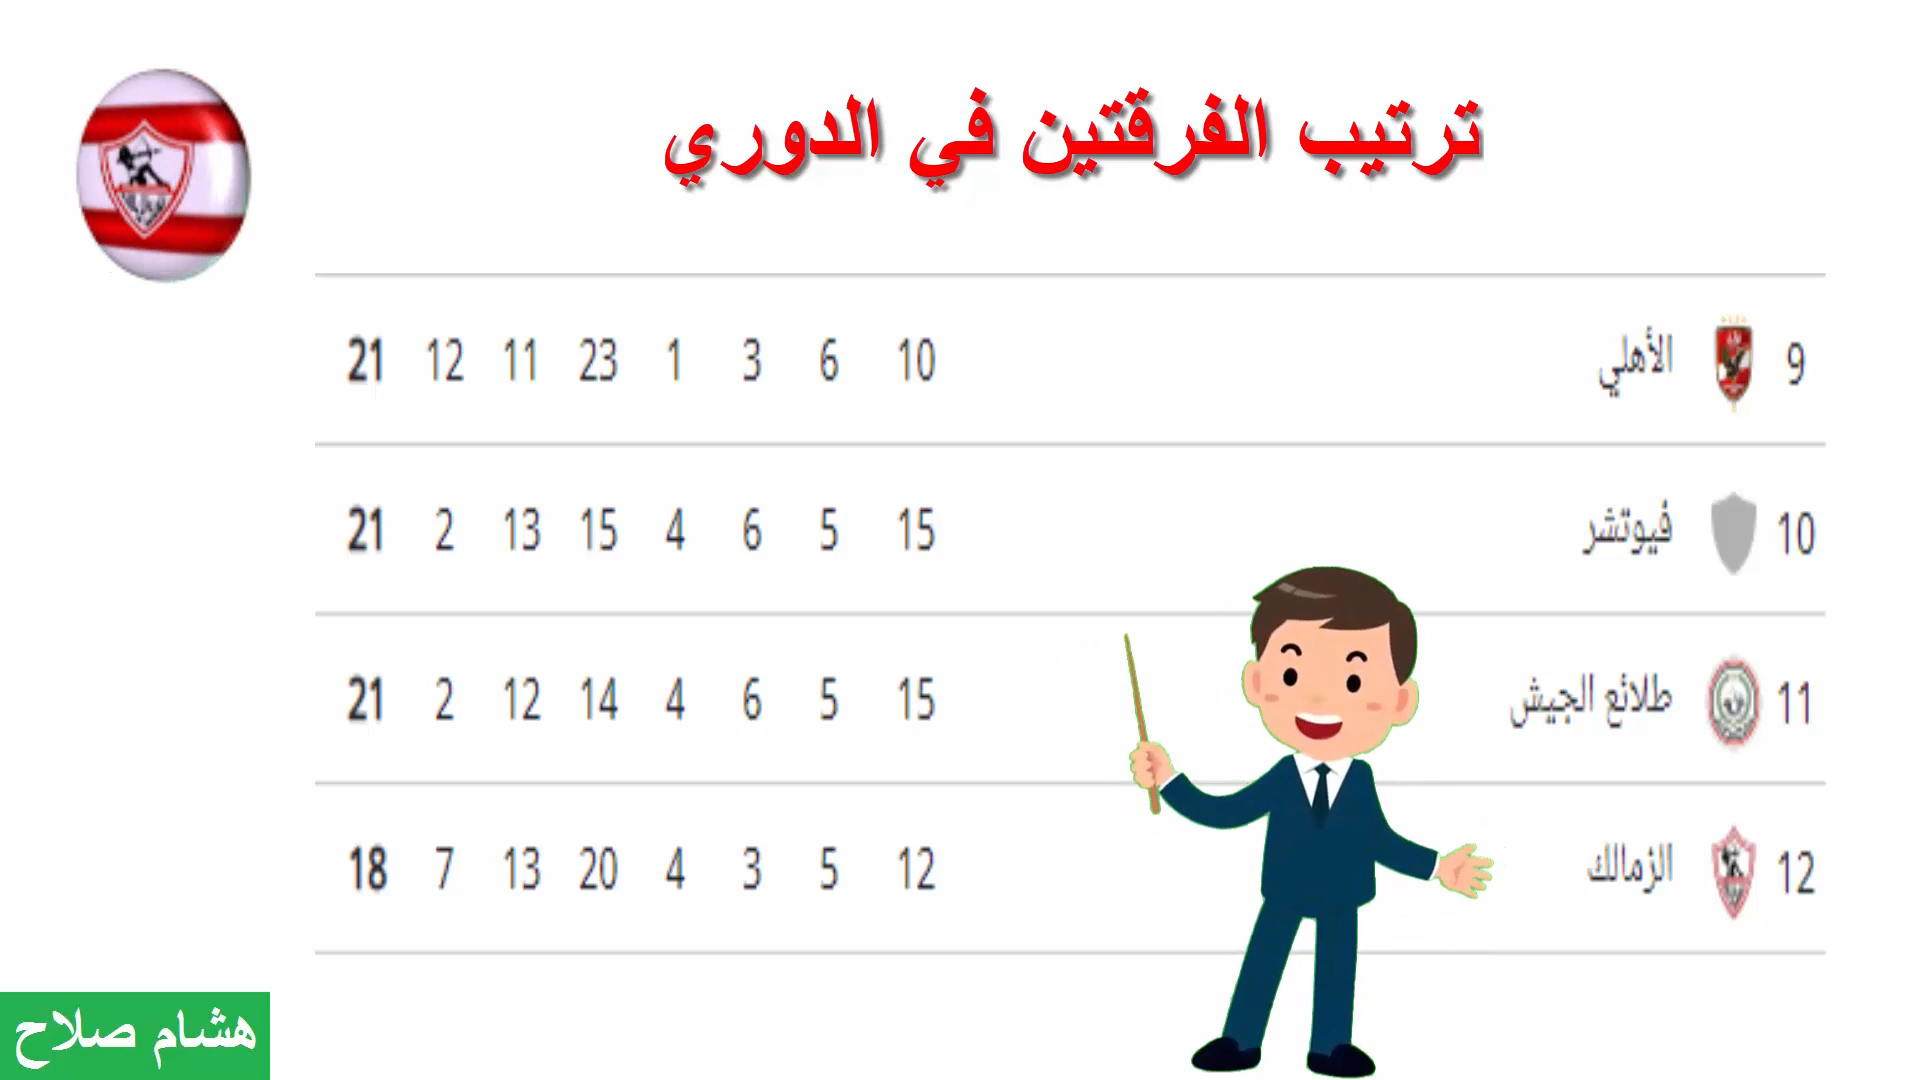 ترتيب الفرقتين في الدوري
9 الأهلي 10 6 3 1 23 11 12 21
10 فيوتشر 15 5 6 4 15 13 2 21
11 طلائع الجيش 15 5 6 4 14 12 2 21
12 الزمالك 12 5 3 4 20 13 7 18
هشام صلاح